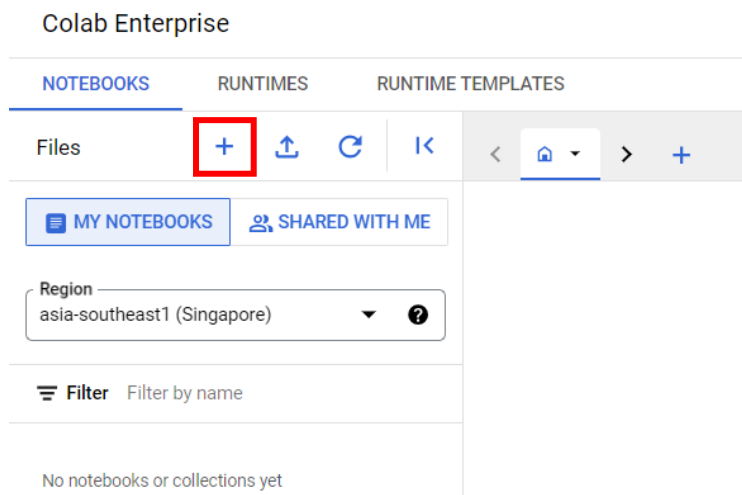 Colab Enterprise
NOTEBOOKS RUNTIMES RUNTIME TEMPLATES
Files
MY NOTEBOOKS SHARED WITH ME
Region
asia-southeast1 (Singapore)
Filter Filter by name
No notebooks or collections yet